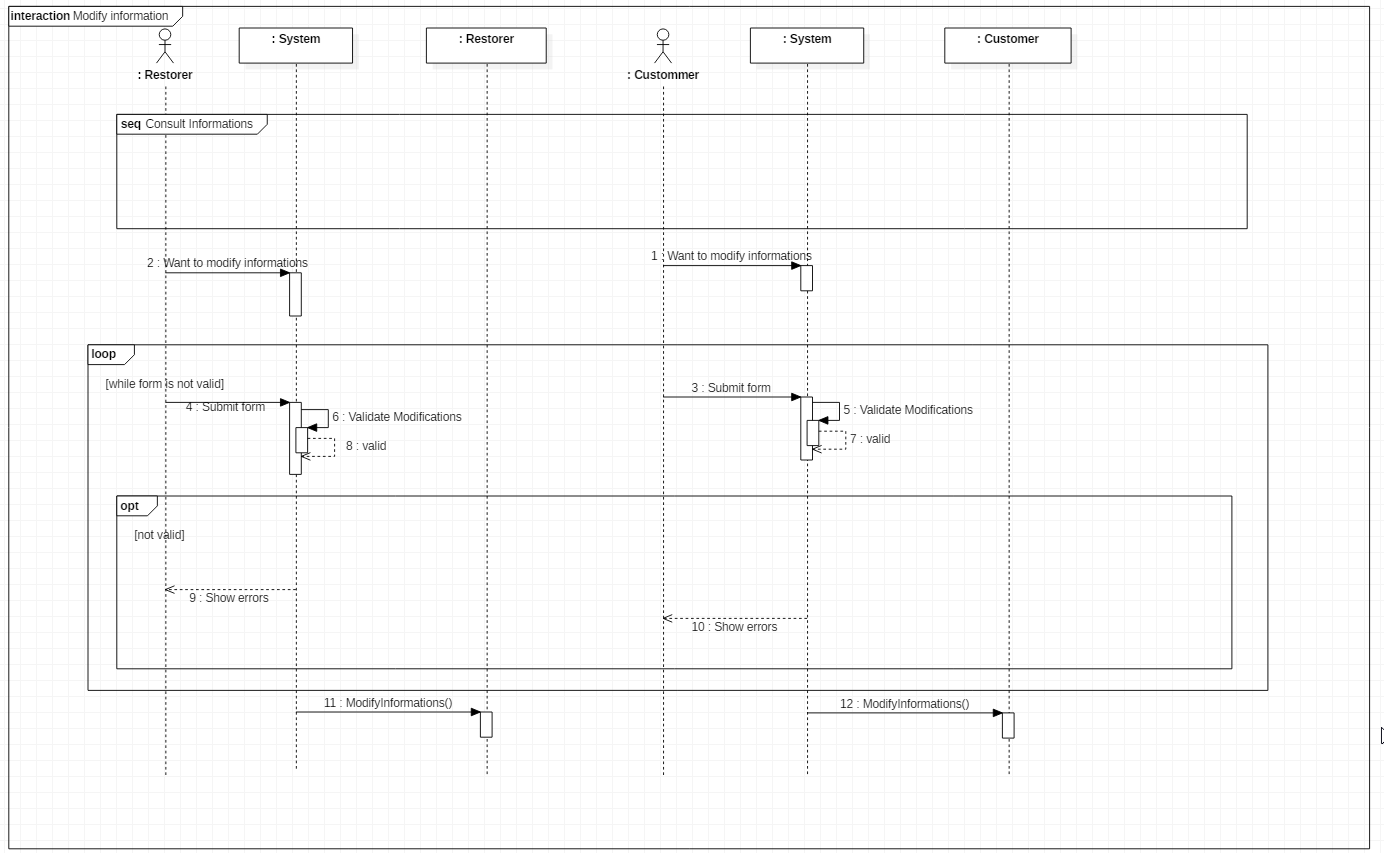 interaction Modify information
: System
: Restorer
: System
: Customer
: Restorer
: Custommer
seq Consult Informations
1 : Want to modify informations
2 : Want to modify informations
loop
[while form is not valid]
3 : Submit form
4 : Submit form
5 : Validate Modifications
6 : Validate Modifications
7 : valid
8 : valid
opt
[not valid]
9 : Show errors
10 : Show errors
11 : ModifyInformations()
12 : ModifyInformations()